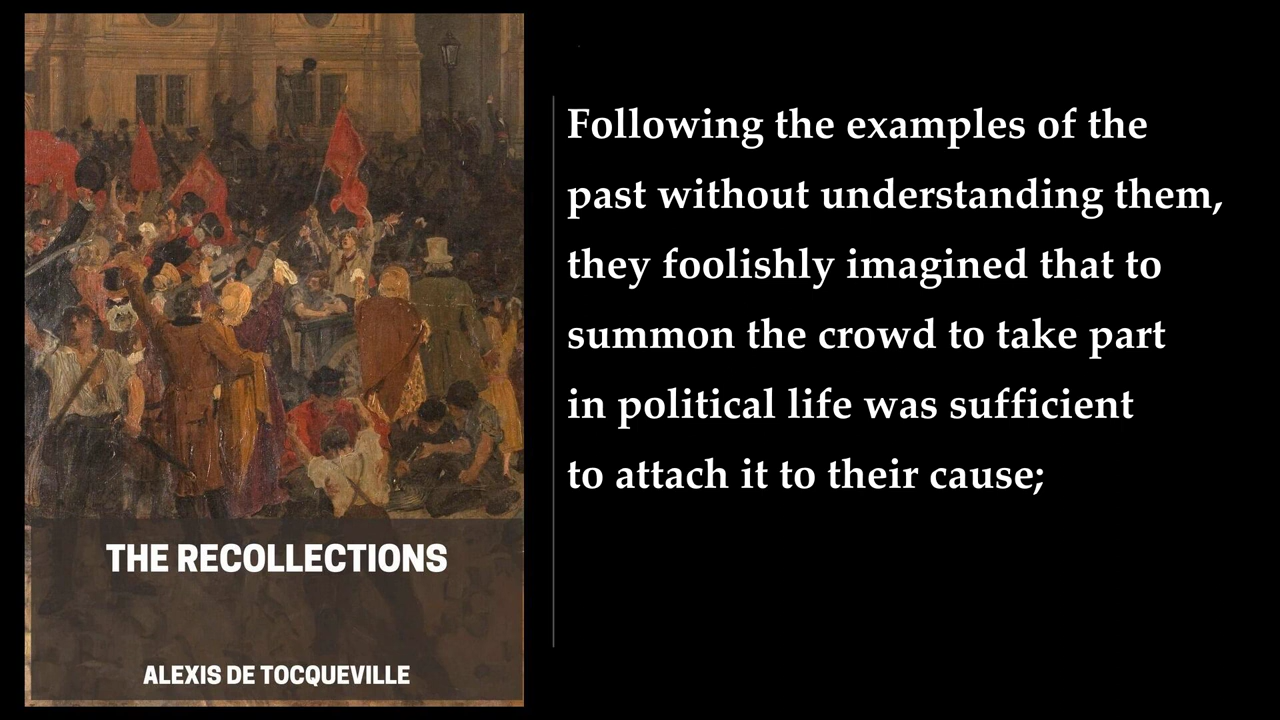 THE RECOLLECTIONS
ALEXIS DE TOCQUEVILLE
Following the examples of the
past without understanding them,
they foolishly imagined that to
summon the crowd to take part
in political life was sufficient
to attach it to their cause;